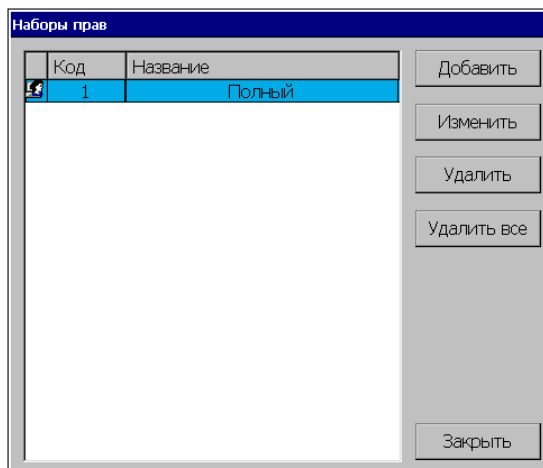 Наборы прав
Код Название
1 Полный
Добавить
Изменить
Удалить
Удалить все
Закрыть